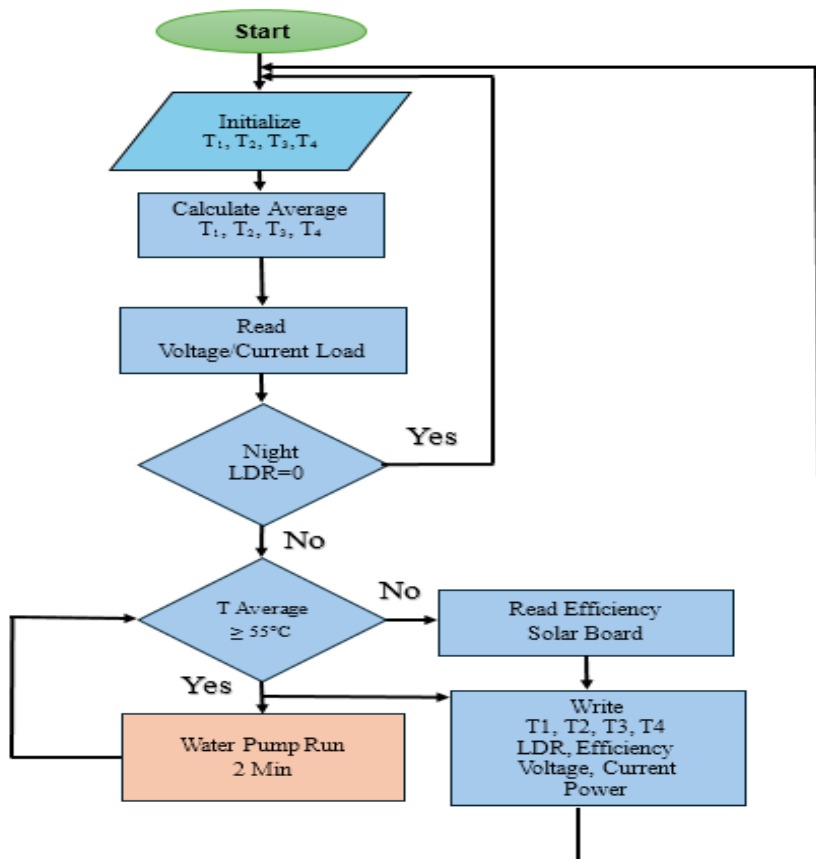 Start
Initialize
T₁, T₂, T₃,T₄
Calculate Average
T₁, T₂, T₃, T₄
Read
Voltage/Current Load
Yes
Night
LDR=0
No
T Average
≥ 55°C
No
Read Efficiency
Solar Board
Yes
Water Pump Run
2 Min
Write
T1, T2, T3, T4
LDR, Efficiency
Voltage, Current
Power